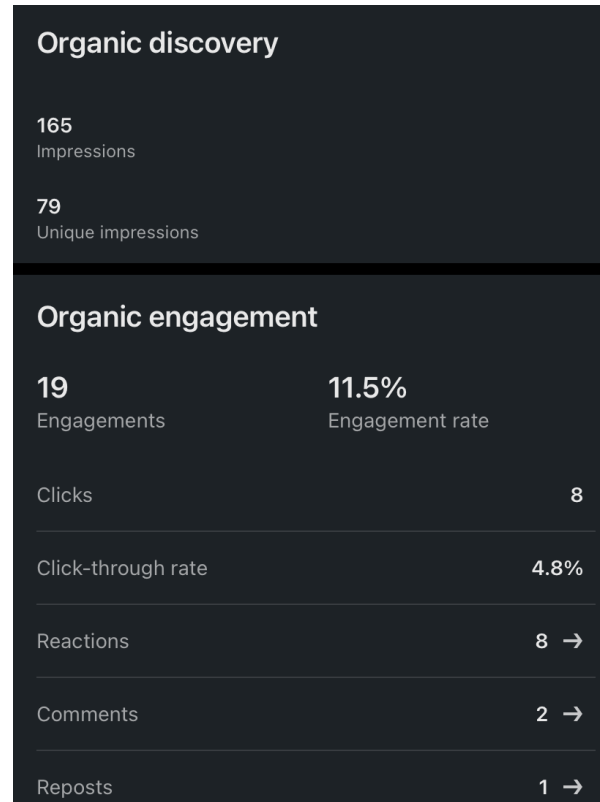 Organic discovery
165
Impressions
79
Unique impressions
Organic engagement
19 11.5%
Engagements Engagement rate
Clicks 8
Click-through rate 4.8%
Reactions 8 →
Comments 2 →
Reposts 1 →